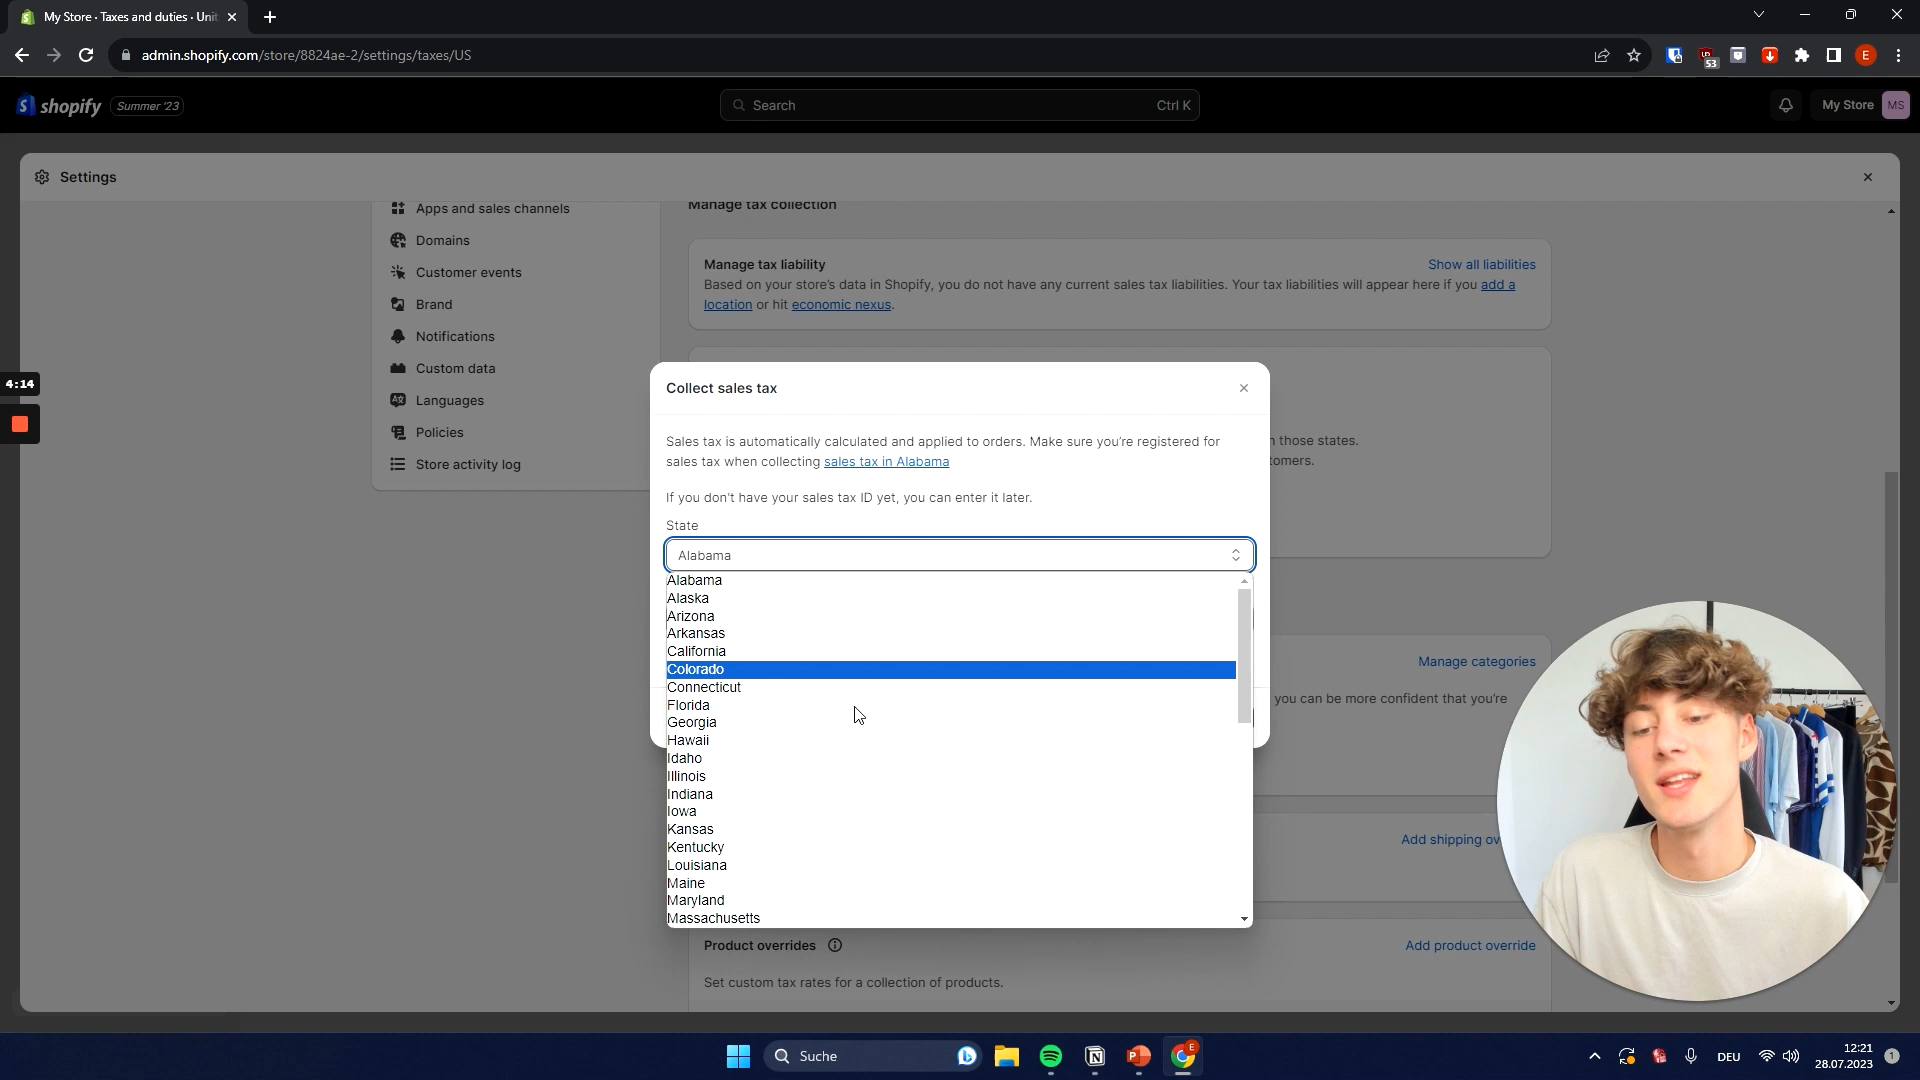 My Store · Taxes and duties · Unit
admin.shopify.com/store/8824ae-2/settings/taxes/US
53
E
shopify
Summer '23
Search
Ctrl K
My Store
MS
Settings
Apps and sales channels
Domains
Customer events
Brand
Notifications
Custom data
Languages
Policies
Store activity log
4:14
Manage tax collection
Manage tax liability
Show all liabilities
Based on your store's data in Shopify, you do not have any current sales tax liabilities. Your tax liabilities will appear here if you add a
location or hit economic nexus.
Collect sales tax
Sales tax is automatically calculated and applied to orders. Make sure you're registered for
sales tax when collecting sales tax in Alabama
If you don't have your sales tax ID yet, you can enter it later.
State
Alabama
Alabama
Alaska
Arizona
Arkansas
California
Colorado
Connecticut
Florida
Georgia
Hawaii
Idaho
Illinois
Indiana
Iowa
Kansas
Kentucky
Louisiana
Maine
Maryland
Massachusetts
those states.
Manage categories
you can be more confident that you're
Add shipping
Product overrides
Add product override
Set custom tax rates for a collection of products.
Suche
E
DEU
12:21
28.07.2023
1